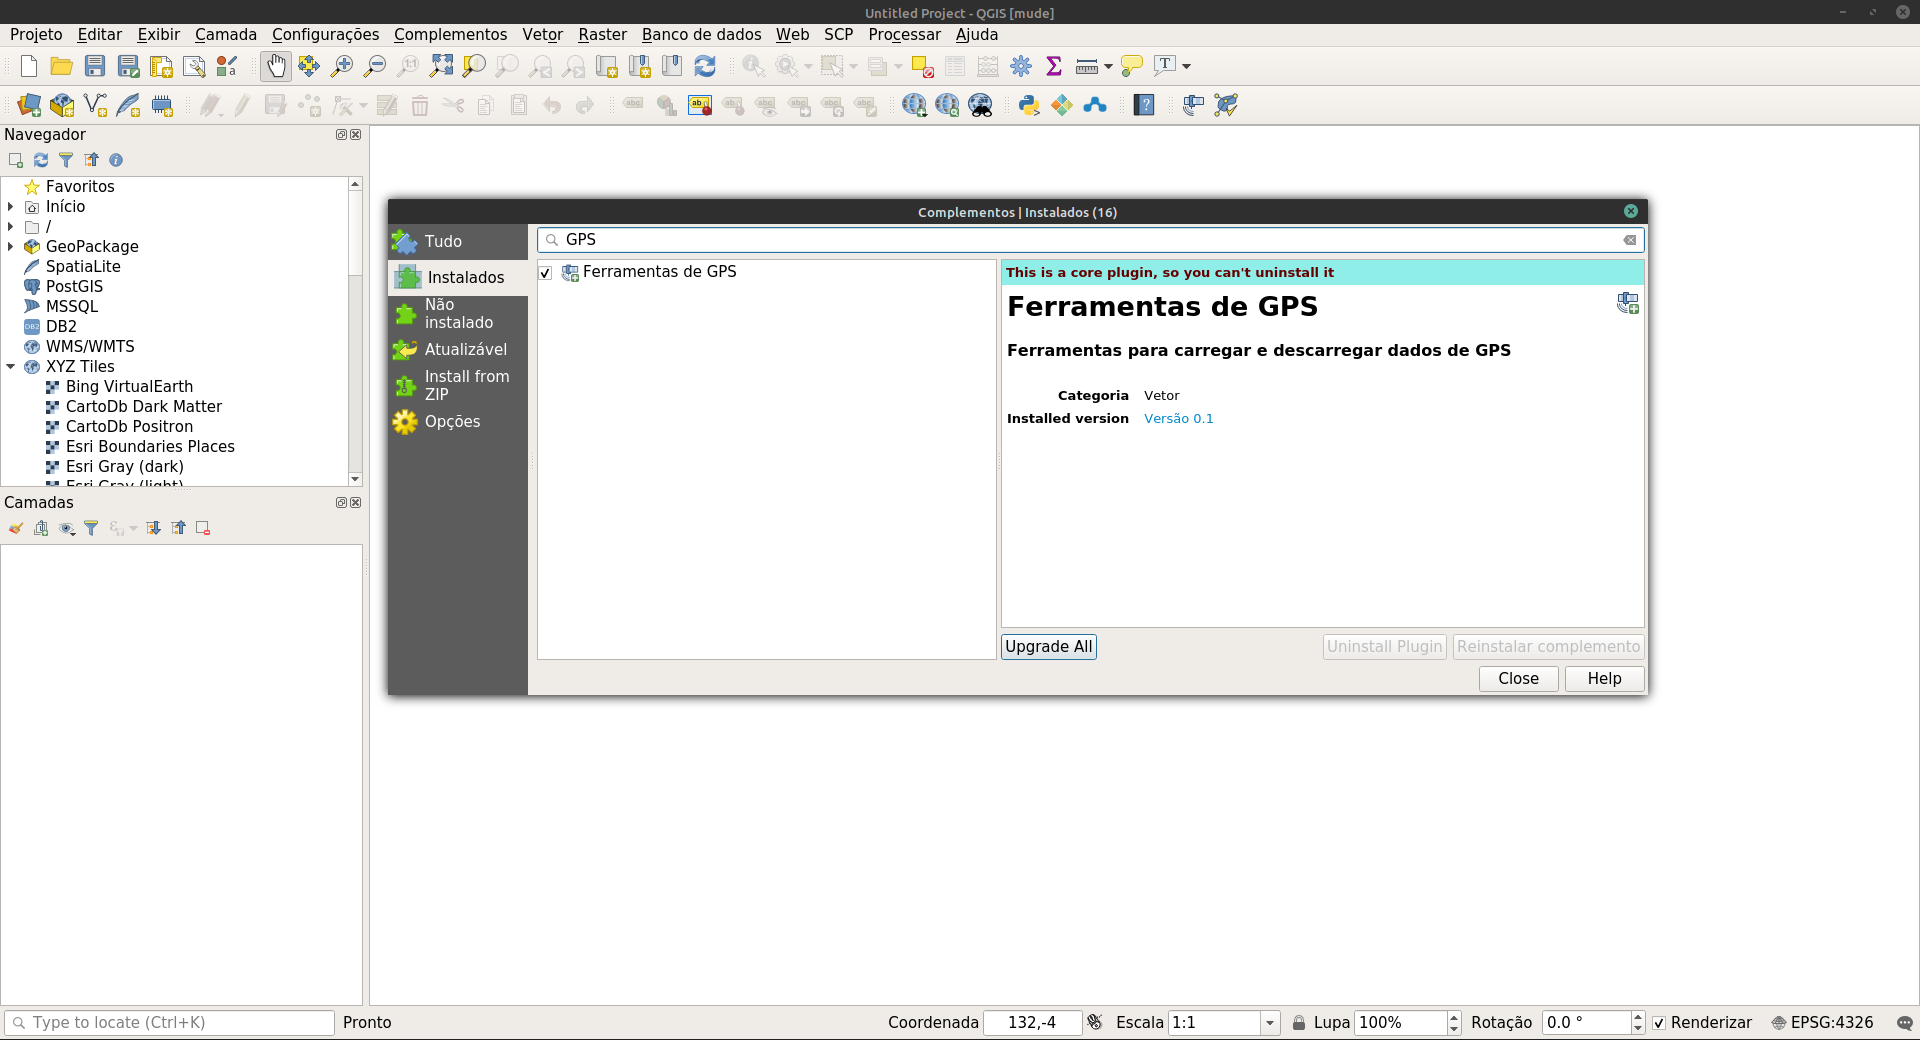 Untitled Project - QGIS [mude]
Projeto Editar Exibir Camada Configurações Complementos Vetor Raster Banco de dados Web SCP Processar Ajuda
Navegador
Favoritos
Início
/
GeoPackage
SpatiaLite
PostGIS
MSSQL
DB2
WMS/WMTS
XYZ Tiles
Bing VirtualEarth
CartoDb Dark Matter
CartoDb Positron
Esri Boundaries Places
Esri Gray (dark)
Esri Gray (light)
Camadas
Complementos | Instalados (16)
Tudo
Instalados
Não
instalado
Atualizável
Install from
ZIP
Opções
GPS
Ferramentas de GPS
This is a core plugin, so you can't uninstall it
Ferramentas de GPS
Ferramentas para carregar e descarregar dados de GPS
Categoria Vetor
Installed version Versão 0.1
Upgrade All Uninstall Plugin Reinstalar complemento
Close Help
Type to locate (Ctrl+K) Pronto Coordenada 132,-4 Escala 1:1 Lupa 100% Rotação 0.0 ° Renderizar EPSG:4326